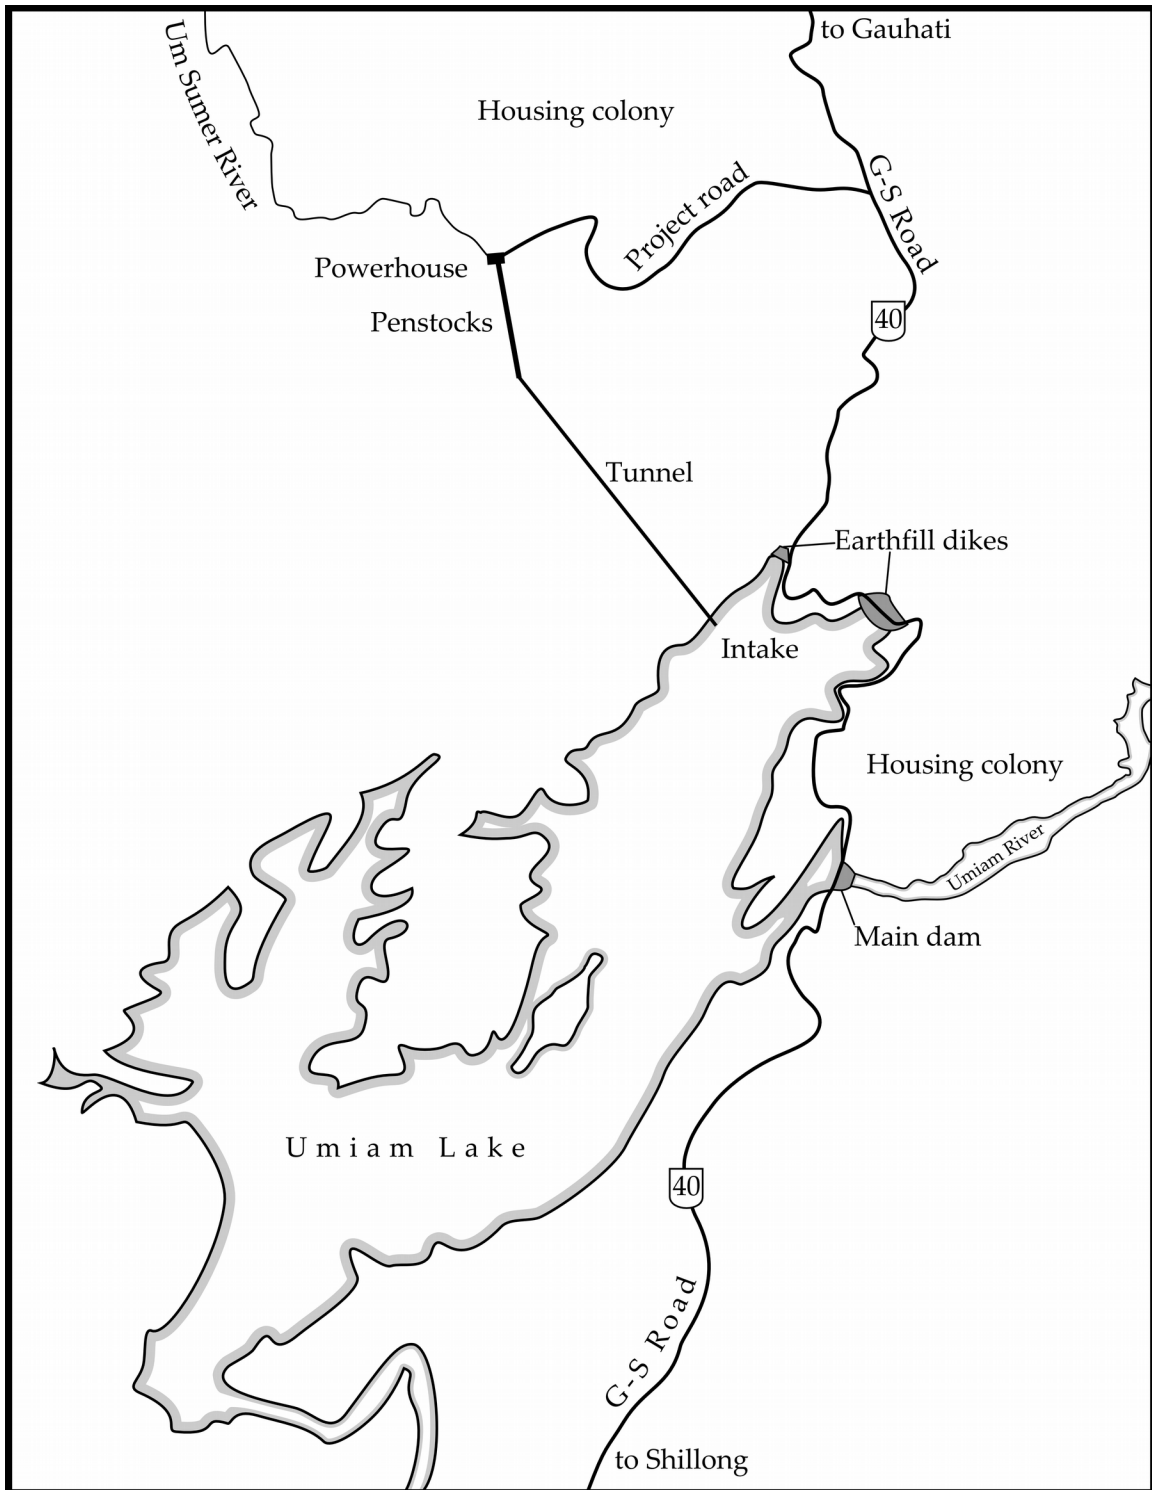 to Gauhati
Um Sumer River
Housing colony
G-S Road
Project road
Powerhouse
Penstocks
40
Tunnel
Earthfill dikes
Intake
Housing colony
Umiam River
Main dam
Umiam Lake
40
G-S Road
to Shillong